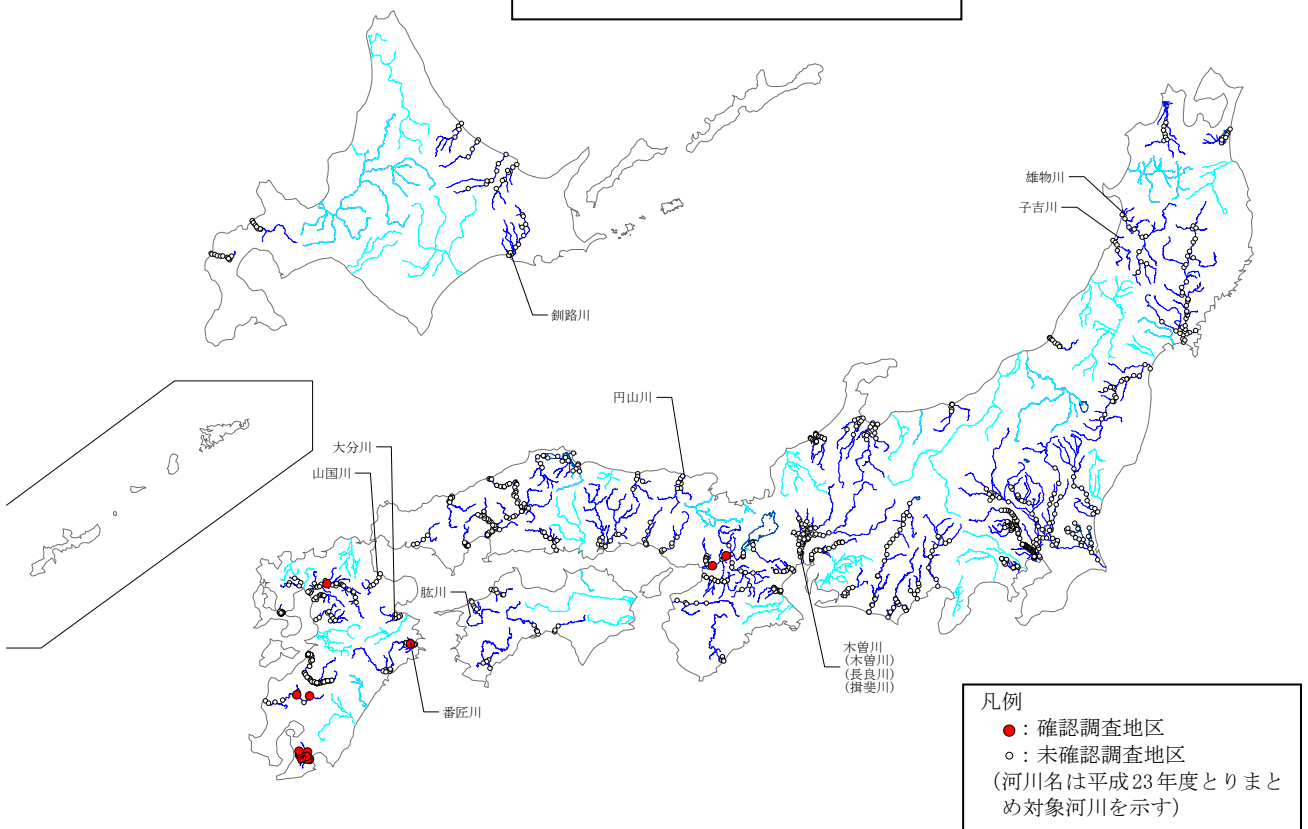 雄物川
子吉川
釧路川
円山川
大分川
山国川
肱川
木曽川
(木曽川)
(長良川)
(揖斐川)
番匠川
凡例
：確認調査地区
：未確認調査地区
(河川名は平成23年度とりまと
め対象河川を示す)